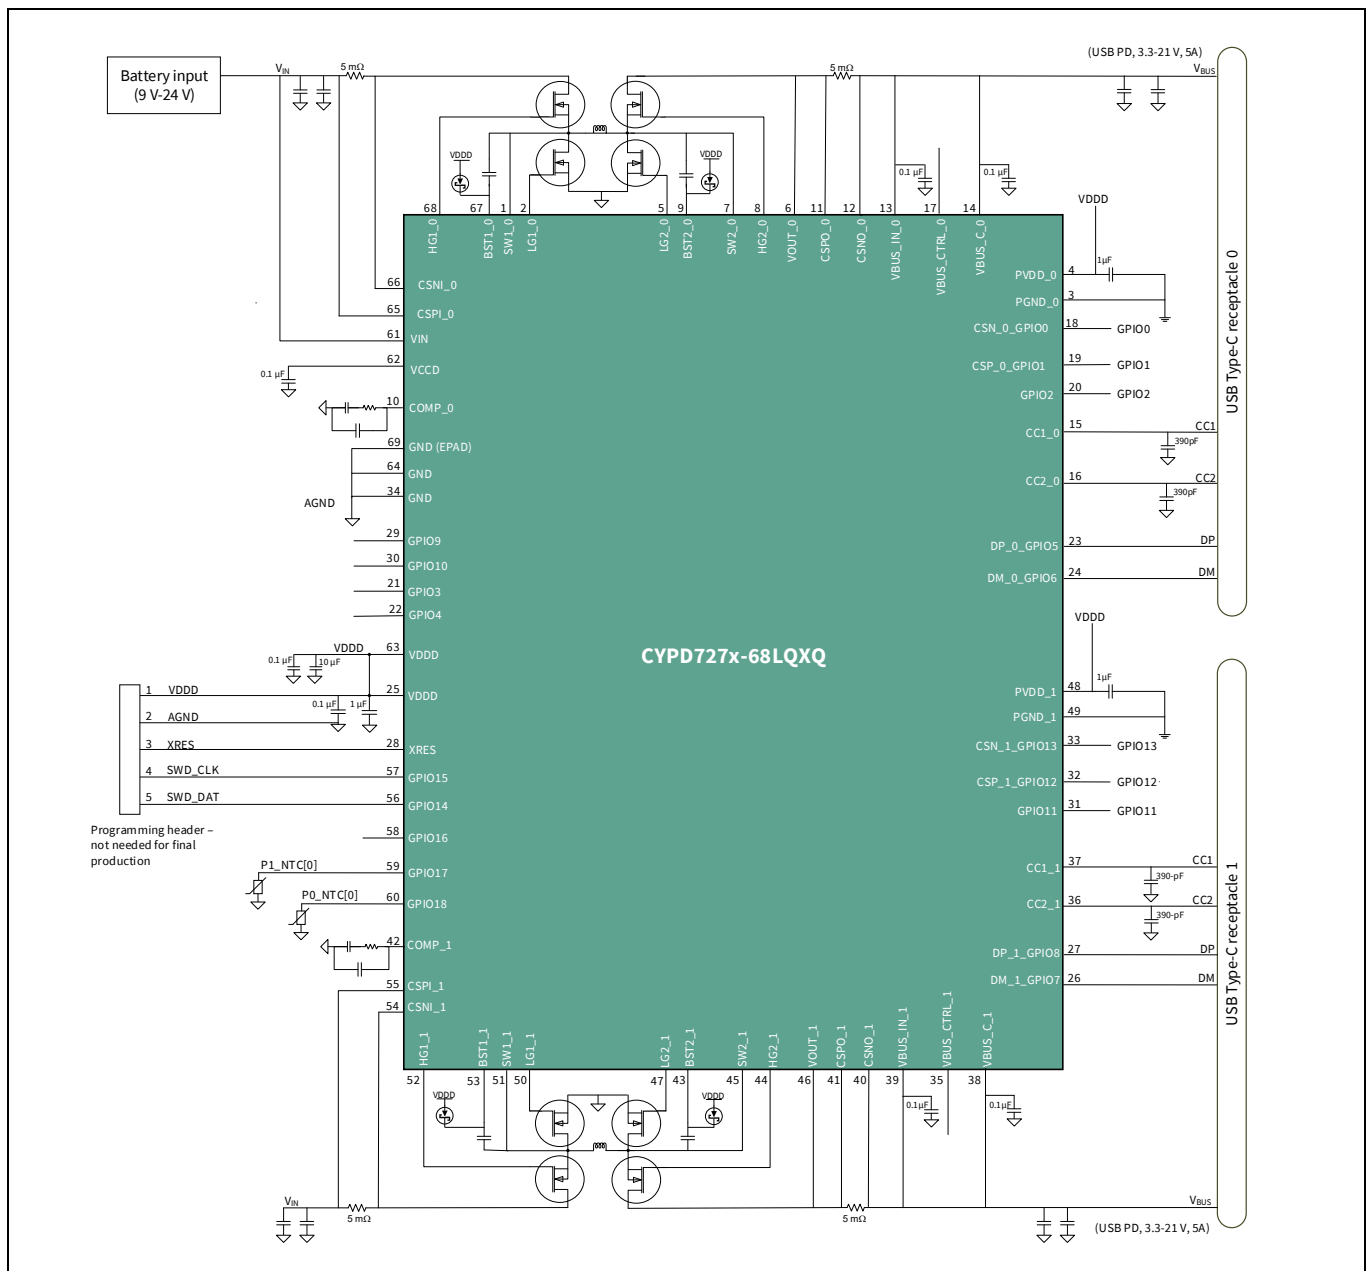 (USB PD, 3.3-21 V, 5A)
Battery input
(9 V-24 V)
VIN
5 mΩ
5 mΩ
VBUS
VDDD
VDDD
0.1 µF
0.1 µF
68
67
1
2
5
9
7
8
6
11
12
13
17
14
HG1_0
BST1_0
SW1_0
LG1_0
LG2_0
BST2_0
SW2_0
HG2_0
VOUT_0
CSPO_0
CSNO_0
VBUS_IN_0
VBUS_CTRL_0
VBUS_C_0
VDDD
1µF
66
CSNI_0
65
CSPI_0
61
VIN
62
VCCD
0.1 µF
10
COMP_0
69
GND (EPAD)
64
GND
34
GND
AGND
29
GPIO9
30
GPIO10
21
GPIO3
22
GPIO4
VDDD
63
VDDD
0.1 µF
10 µF
1
VDDD
25
VDDD
0.1 µF
1 µF
2
AGND
3
XRES
28
XRES
4
SWD_CLK
57
GPIO15
5
SWD_DAT
56
GPIO14
Programming header –
not needed for final
production
58
GPIO16
P1_NTC[0]
59
GPIO17
P0_NTC[0]
60
GPIO18
42
COMP_1
55
CSPI_1
54
CSNI_1
CYPD727x-68LQXQ
PVDD_0
4
PGND_0
3
CSN_0_GPIO0
18
GPIO0
CSP_0_GPIO1
19
GPIO1
GPIO2
20
GPIO2
CC1_0
15
CC1
390pF
CC2_0
16
CC2
390pF
DP_0_GPIO5
23
DP
DM_0_GPIO6
24
DM
USB Type-C receptacle 0
VDDD
1µF
PVDD_1
48
PGND_1
49
CSN_1_GPIO13
33
GPIO13
CSP_1_GPIO12
32
GPIO12
GPIO11
31
GPIO11
CC1_1
37
CC1
390-pF
CC2_1
36
CC2
390-pF
DP_1_GPIO8
27
DP
DM_1_GPIO7
26
DM
USB Type-C receptacle 1
HG1_1
BST1_1
SW1_1
LG1_1
LG2_1
BST2_1
SW2_1
HG2_1
VOUT_1
CSPO_1
CSNO_1
VBUS_IN_1
VBUS_CTRL_1
VBUS_C_1
52
53
51
50
47
43
45
44
46
41
40
39
35
38
VDDD
VDDD
0.1µF
0.1µF
VIN
5 mΩ
5 mΩ
VBUS
(USB PD, 3.3-21 V, 5A)